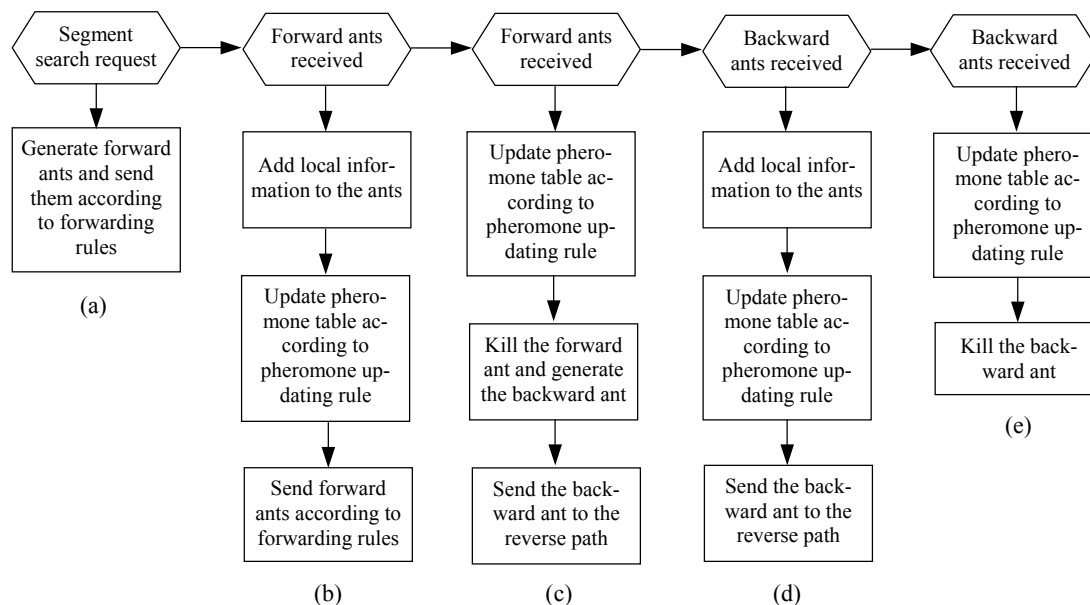 Segment
search request
Generate forward
ants and send
them according
to forwarding
rules
(a)
Forward ants
received
Add local infor-
mation to the ants
Update phero-
mone table ac-
cording to
pheromone up-
dating rule
Send forward
ants according to
forwarding rules
(b)
Forward ants
received
Update phero-
mone table ac-
cording to
pheromone up-
dating rule
Kill the forward
ant and generate
the backward ant
Send the back-
ward ant to the
reverse path
(c)
Backward
ants received
Add local infor-
mation to the ants
Update phero-
mone table ac-
cording to
pheromone up-
dating rule
Send the back-
ward ant to the
reverse path
(d)
Backward
ants received
Update phero-
mone table ac-
cording to
pheromone up-
dating rule
Kill the back-
ward ant
(e)